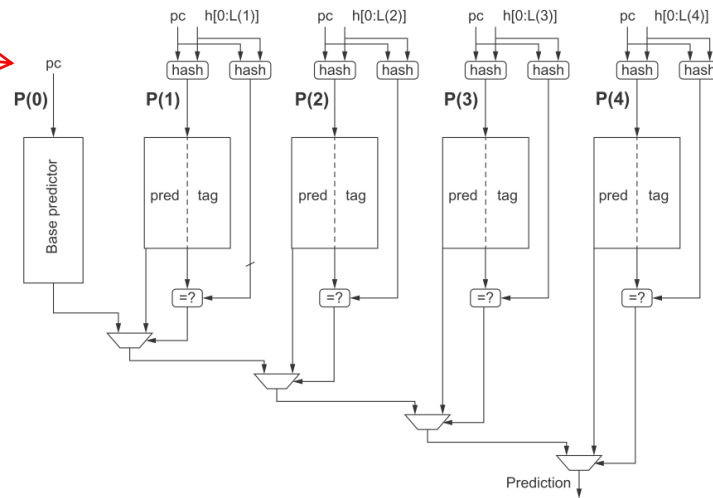 pc h[0:L(1)]
pc h[0:L(2)]
pc h[0:L(3)]
pc h[0:L(4)]
pc
hash hash
hash hash
hash hash
hash hash
P(0)
P(1)
P(2)
P(3)
P(4)
Base predictor
pred tag
pred tag
pred tag
pred tag
=?
=?
=?
=?
Prediction